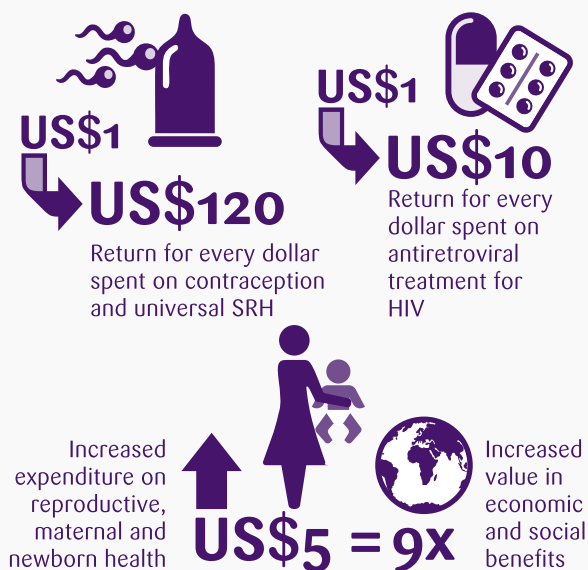 US$1
US$120
Return for every dollar
spent on contraception
and universal SRH
US$1
US$10
Return for every
dollar spent on
antiretroviral
treatment for
HIV
Increased
expenditure on
reproductive,
maternal and
newborn health
US$5 = 9x
Increased
value in
economic
and social
benefits